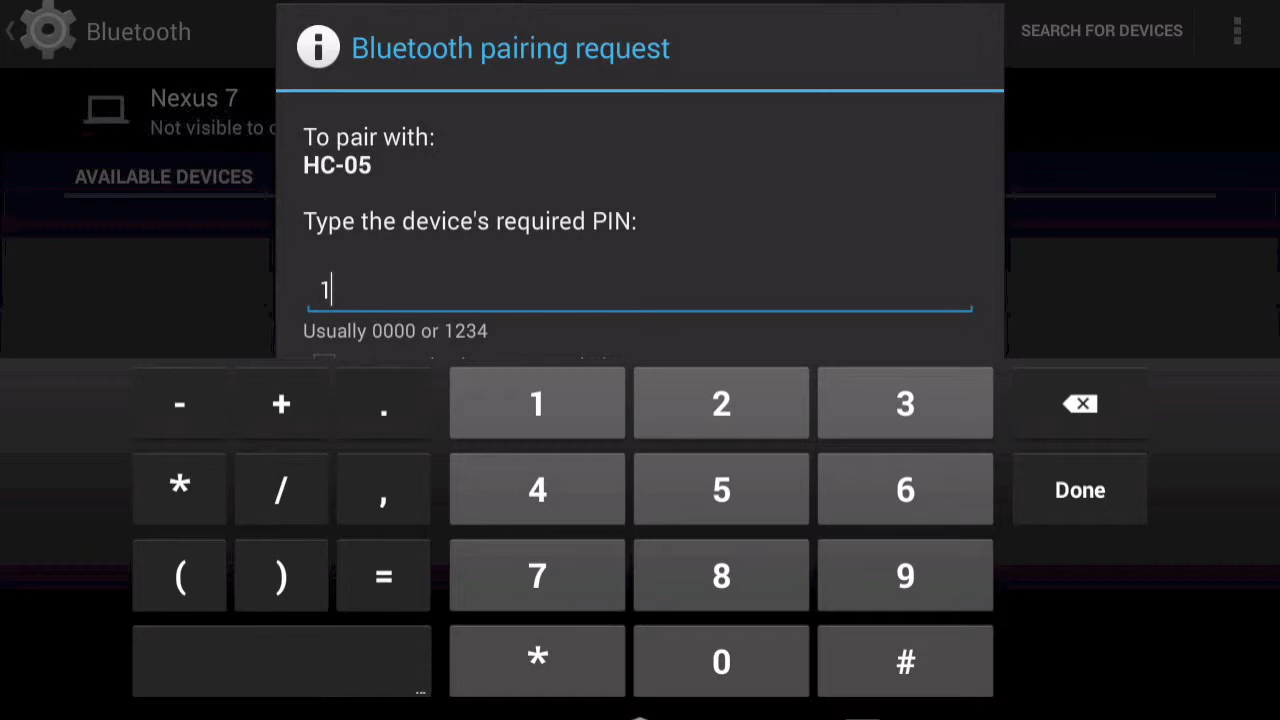 Bluetooth
SEARCH FOR DEVICES
Nexus 7
Not visible to
AVAILABLE DEVICES
Bluetooth pairing request
To pair with:
HC-05
Type the device's required PIN:
1
Usually 0000 or 1234
- + . 1 2 3
* / , 4 5 6 Done
( ) = 7 8 9
... * 0 #